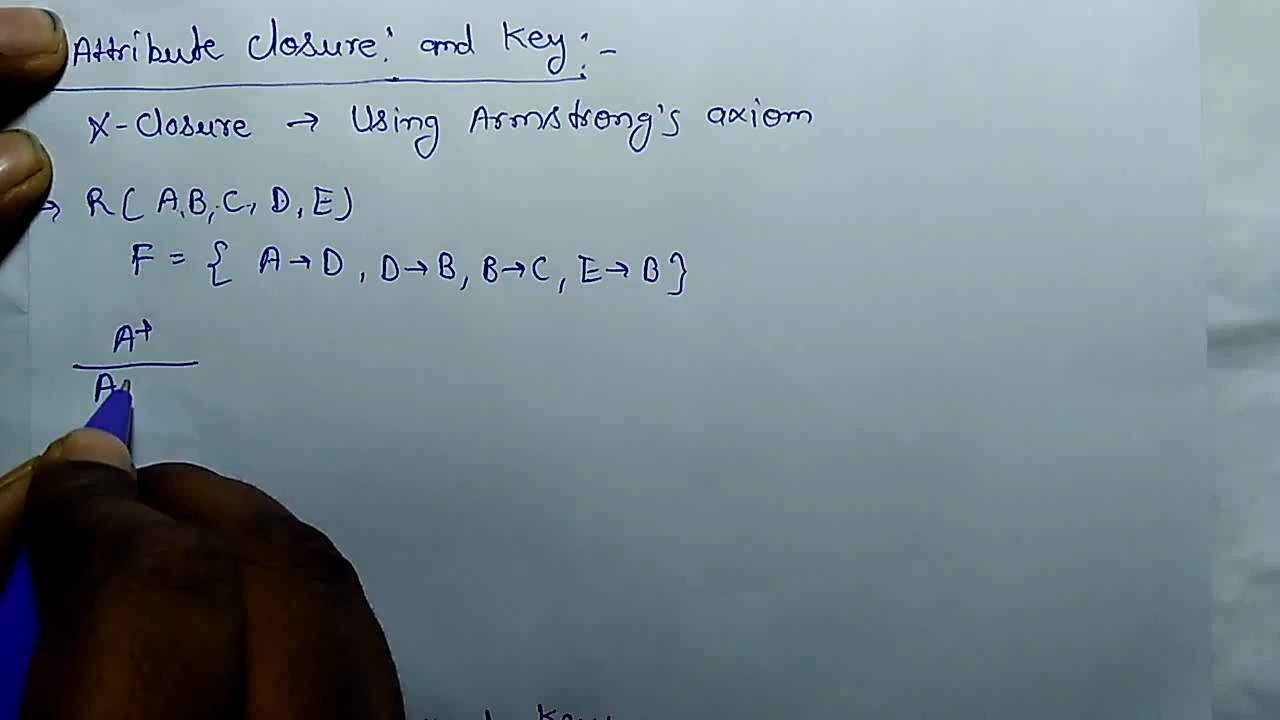 Attribute closure: and Key:-
X-closure → Using Armstrong's axiom
→ R( A, B, C, D, E)
F = { A→D, D→B, B→C, E→B}
A+
A